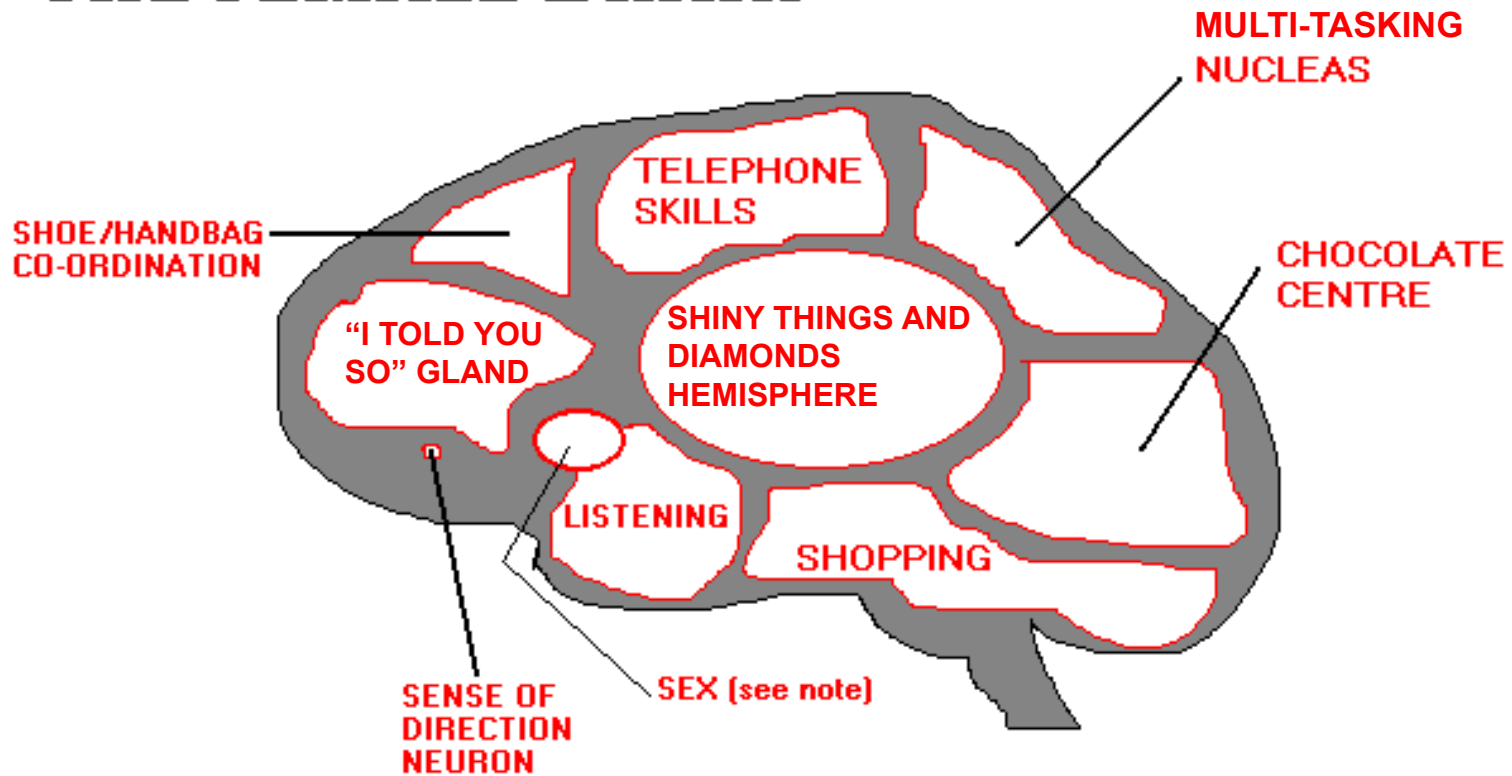 MULTI-TASKING
NUCLEAS
TELEPHONE
SKILLS
SHOE/HANDBAG
CO-ORDINATION
CHOCOLATE
CENTRE
“I TOLD YOU
SO” GLAND
SHINY THINGS AND
DIAMONDS
HEMISPHERE
LISTENING
SHOPPING
SEX (see note)
SENSE OF
DIRECTION
NEURON